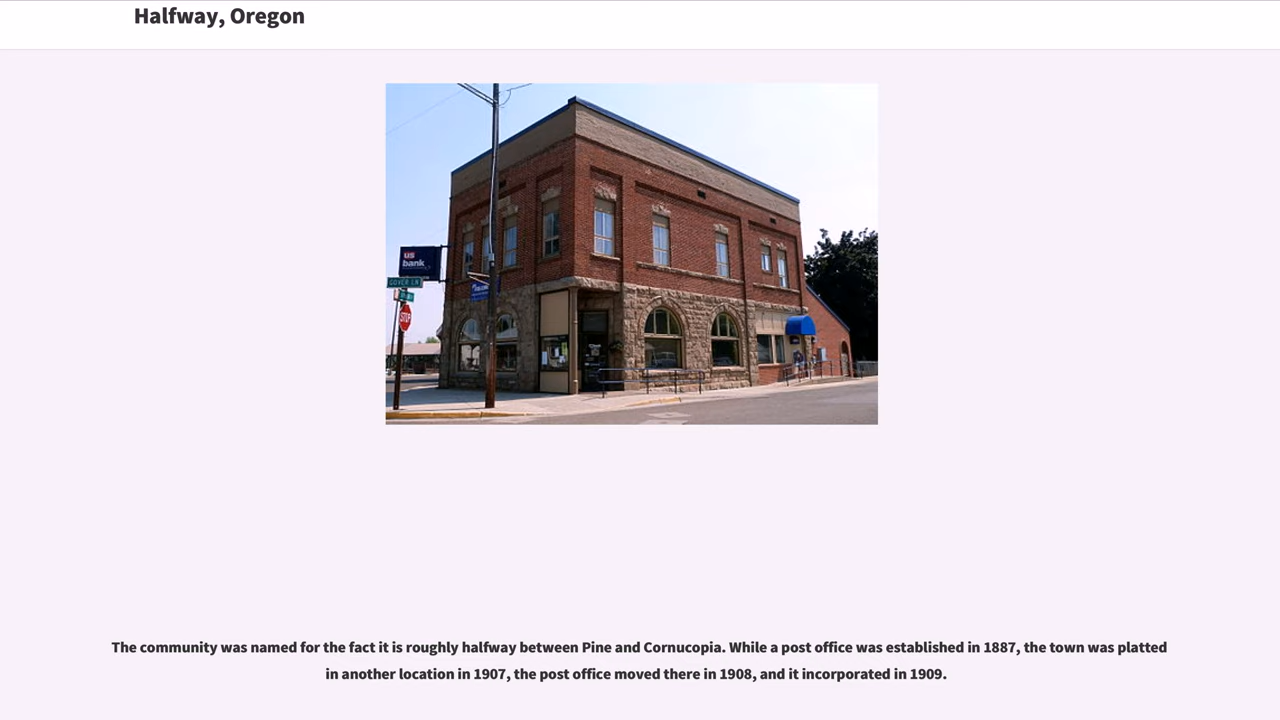 Halfway, Oregon
us
bank
GOVER LN
STOP
The community was named for the fact it is roughly halfway between Pine and Cornucopia. While a post office was established in 1887, the town was platted
in another location in 1907, the post office moved there in 1908, and it incorporated in 1909.